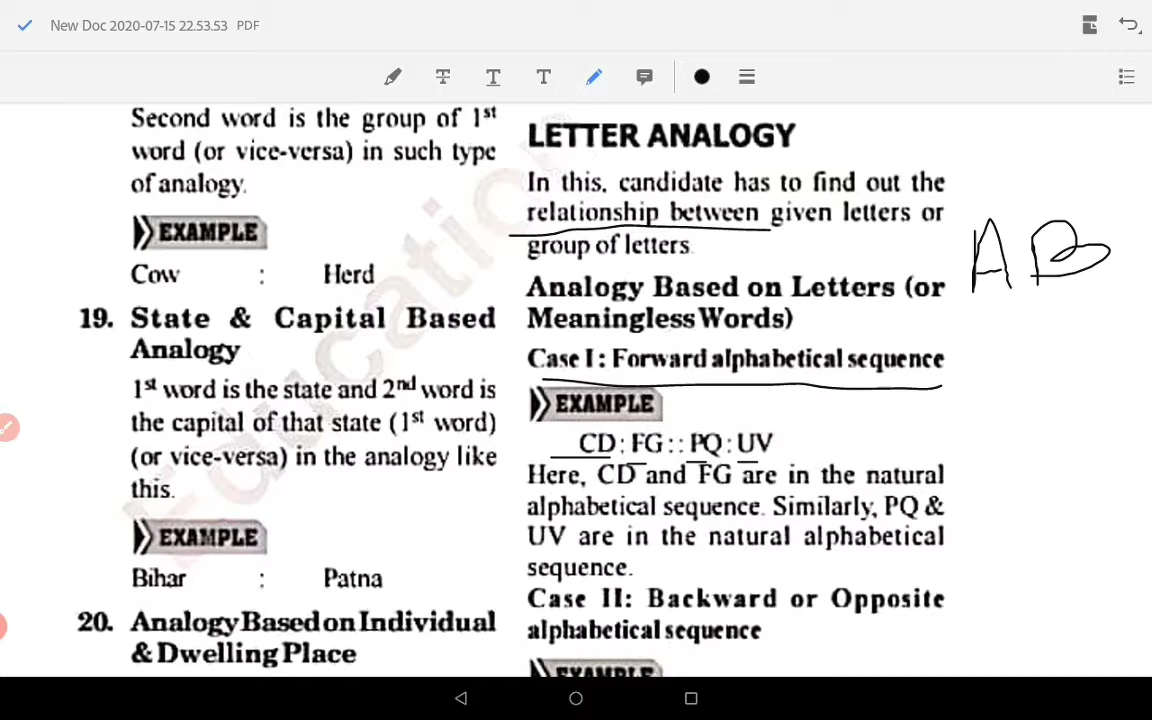 New Doc 2020-07-15 22.53.53 PDF
Second word is the group of 1st
word (or vice-versa) in such type
of analogy.
EXAMPLE
Cow : Herd
19. State & Capital Based
Analogy
1st word is the state and 2nd word is
the capital of that state (1st word)
(or vice-versa) in the analogy like
this.
EXAMPLE
Bihar : Patna
20. Analogy Based on Individual
& Dwelling Place
LETTER ANALOGY
In this, candidate has to find out the
relationship between given letters or
group of letters.
Analogy Based on Letters (or
Meaningless Words)
Case I : Forward alphabetical sequence
EXAMPLE
CD : FG : : PQ : UV
Here, CD and FG are in the natural
alphabetical sequence. Similarly, PQ &
UV are in the natural alphabetical
sequence.
Case II: Backward or Opposite
alphabetical sequence
EXAMPLE
A B
Education